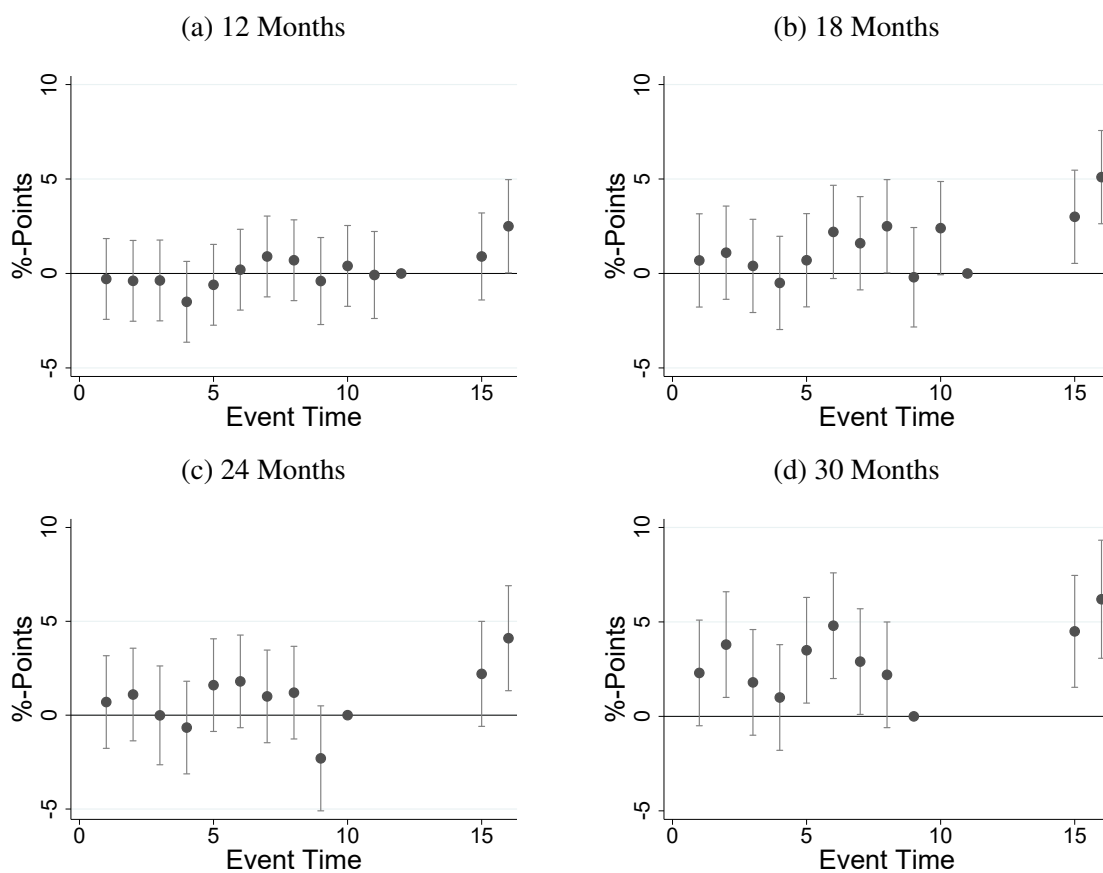 (a) 12 Months
(b) 18 Months
10
5
0
-5
%-Points
0 5 10 15
Event Time
10
5
0
-5
%-Points
0 5 10 15
Event Time
(c) 24 Months
(d) 30 Months
10
5
0
-5
%-Points
0 5 10 15
Event Time
10
5
0
-5
%-Points
0 5 10 15
Event Time